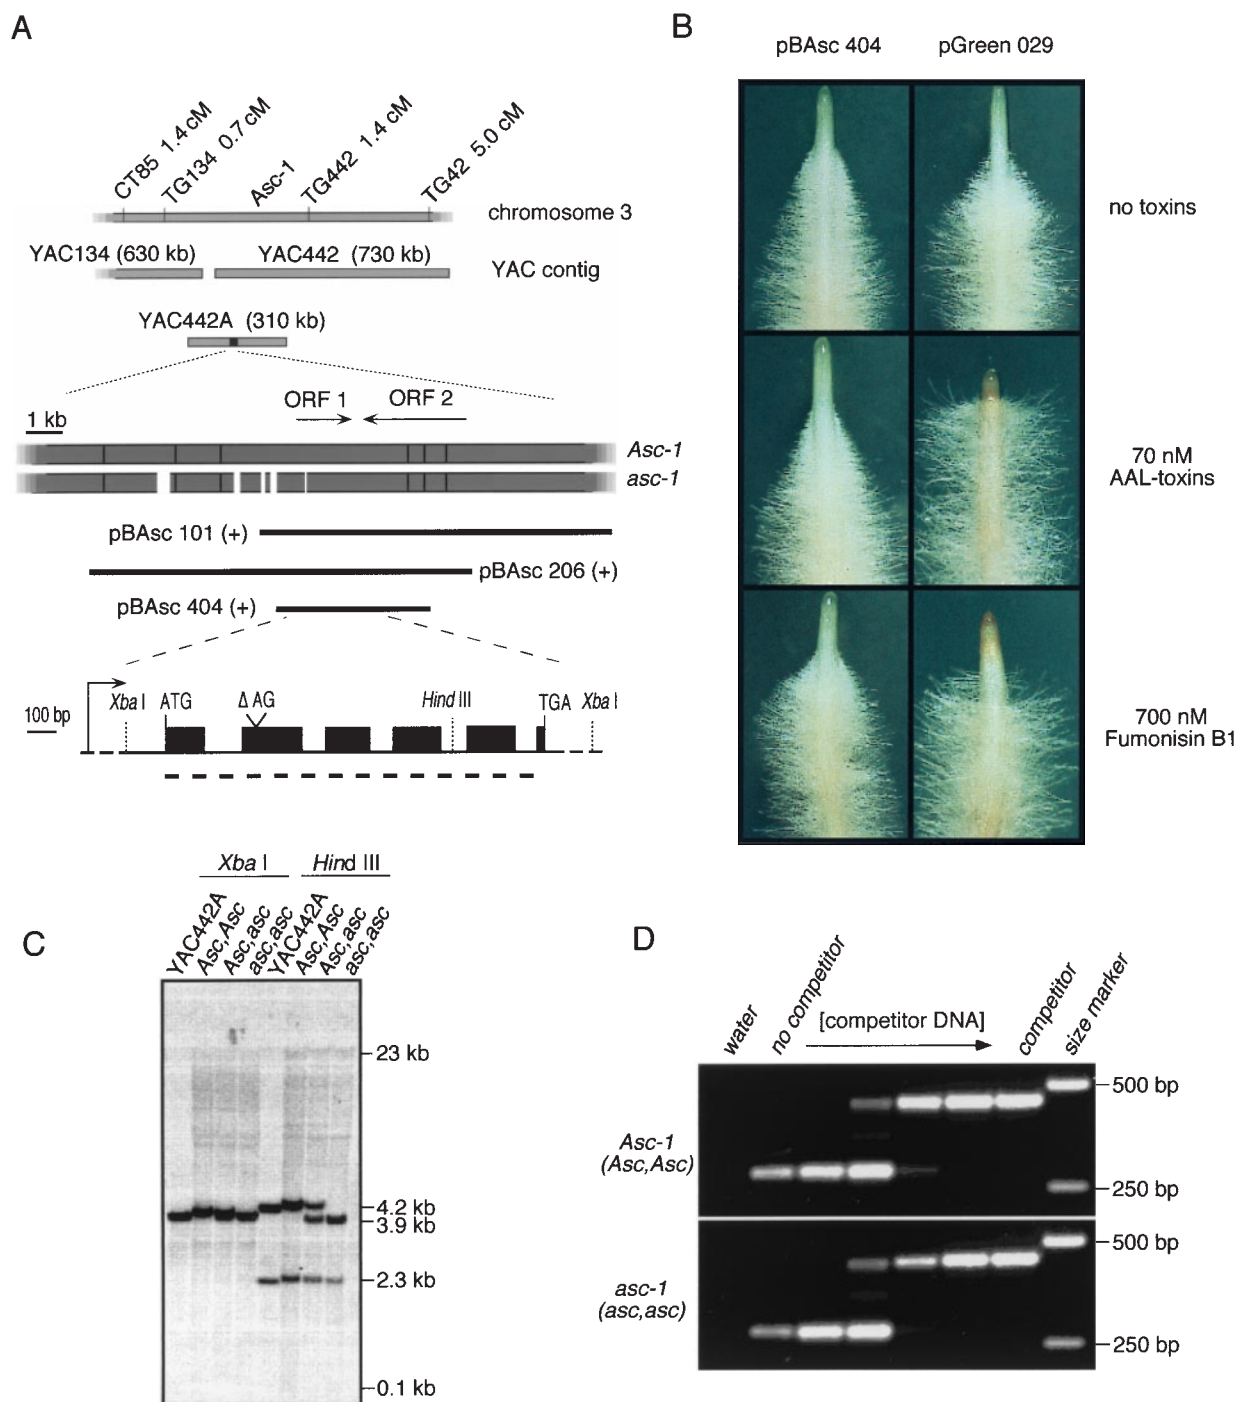 A
CT85 1.4 cM
TG134 0.7 cM
Asc-1
TG442 1.4 cM
TG42 5.0 cM
chromosome 3
YAC134 (630 kb)
YAC442 (730 kb)
YAC contig
YAC442A (310 kb)
ORF 1
ORF 2
1 kb
Asc-1
asc-1
pBAsc 101 (+)
pBAsc 206 (+)
pBAsc 404 (+)
100 bp
Xba I
ATG
Δ AG
Hind III
TGA
Xba I
B
pBAsc 404
pGreen 029
no toxins
70 nM
AAL-toxins
700 nM
Fumonisin B1
C
Xba I
Hind III
YAC442A
Asc,Asc
Asc,asc
asc,asc
YAC442A
Asc,Asc
Asc,asc
asc,asc
23 kb
4.2 kb
3.9 kb
2.3 kb
0.1 kb
D
water
no competitor
[competitor DNA]
competitor
size marker
Asc-1
(Asc,Asc)
500 bp
250 bp
asc-1
(asc,asc)
500 bp
250 bp